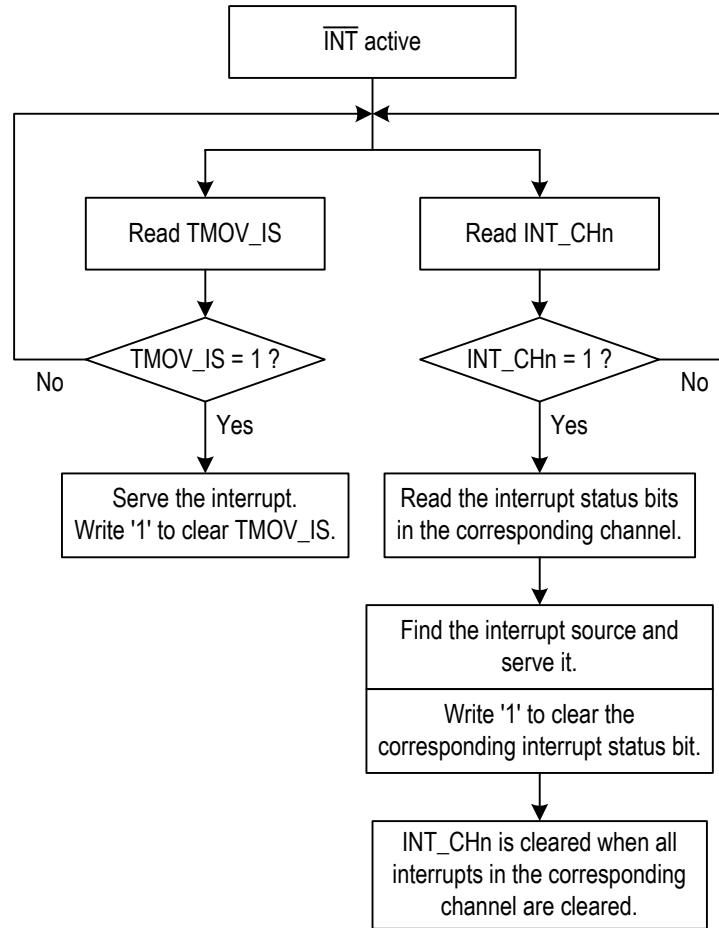 INT active
Read TMOV_IS
Read INT_CHn
TMOV_IS = 1 ?
INT_CHn = 1 ?
No
No
Yes
Yes
Serve the interrupt.
Write '1' to clear TMOV_IS.
Read the interrupt status bits
in the corresponding channel.
Find the interrupt source and
serve it.
Write '1' to clear the
corresponding interrupt status bit.
INT_CHn is cleared when all
interrupts in the corresponding
channel are cleared.